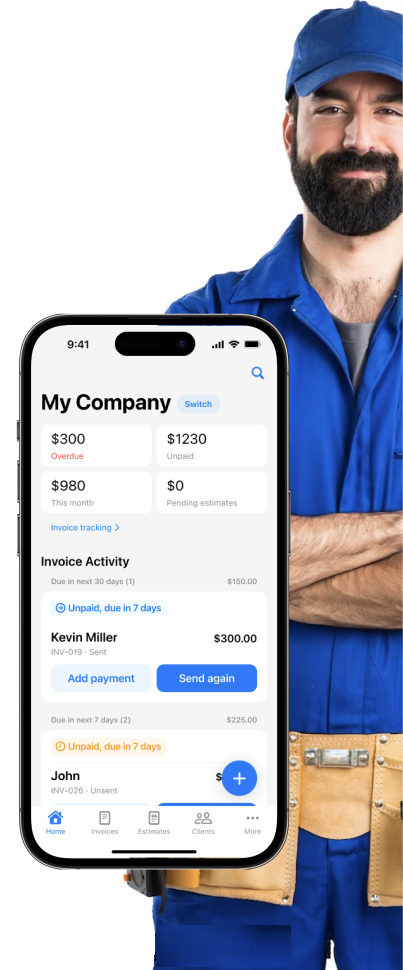 9:41
My Company Switch
$300 $1230
Overdue Unpaid
$980 $0
This month Pending estimates
Invoice tracking >
Invoice Activity
Due in next 30 days (1) $150.00
Unpaid, due in 7 days
Kevin Miller $300.00
INV-019 · Sent
Add payment Send again
Due in next 7 days (2) $225.00
Unpaid, due in 7 days
John $
INV-026 · Unsent
Home Invoices Estimates Clients More